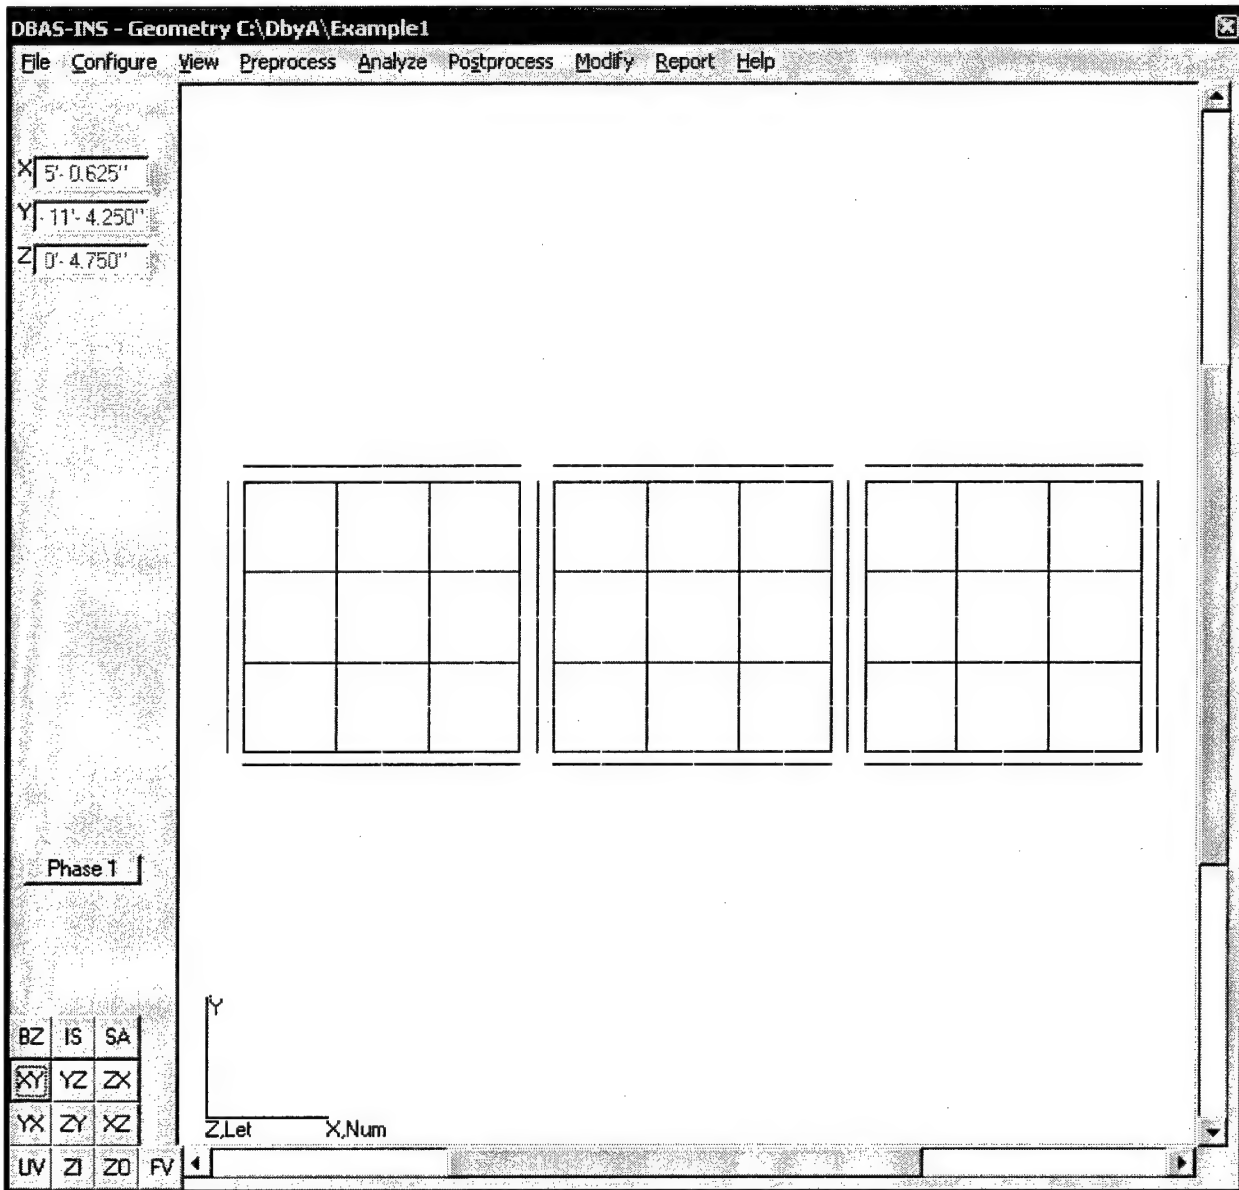 DBAS-INS - Geometry C:\DbyA\Example1
File Configure View Preprocess Analyze Postprocess Modify Report Help
X 5'- 0.625"
Y - 11'- 4.250"
Z 0'- 4.750"
Phase 1
Y
BZ IS SA
XY YZ ZX
YX ZY XZ
Z,Let X,Num
UV ZI ZO FV